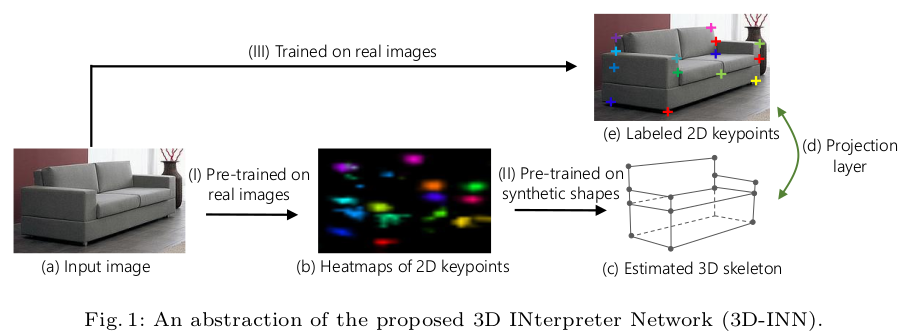 (III) Trained on real images
(e) Labeled 2D keypoints
(d) Projection
layer
(I) Pre-trained on
real images
(II) Pre-trained on
synthetic shapes
(a) Input image
(b) Heatmaps of 2D keypoints
(c) Estimated 3D skeleton
Fig. 1: An abstraction of the proposed 3D INterpreter Network (3D-INN).